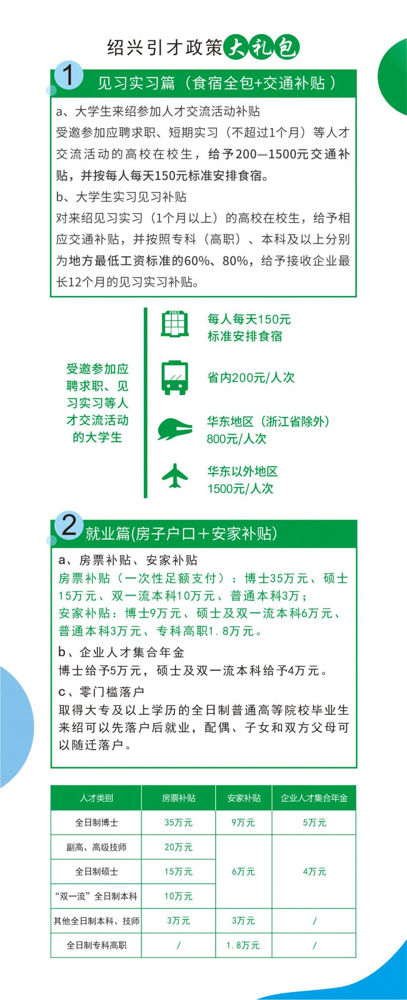 绍兴引才政策大礼包
1
见习实习篇（食宿全包+交通补贴 ）
a、大学生来绍参加人才交流活动补贴
受邀参加应聘求职、短期实习（不超过1个月）等人才
交流活动的高校在校生，给予200—1500元交通补
贴，并按每人每天150元标准安排食宿。
b、大学生实习见习补贴
对来绍见习实习（1个月以上）的高校在校生，给予相
应交通补贴，并按照专科（高职）、本科及以上分别
为地方最低工资标准的60%、80%，给予接收企业最
长12个月的见习实习补贴。
受邀参加应
聘求职、见
习实习等人
才交流活动
的大学生
FREE
每人每天150元
标准安排食宿
省内200元/人次
华东地区（浙江省除外）
800元/人次
华东以外地区
1500元/人次
2
就业篇(房子户口＋安家补贴)
a、房票补贴、安家补贴
房票补贴（一次性足额支付）：博士35万元、硕士
15万元、双一流本科10万元、普通本科3万；
安家补贴：博士9万元、硕士及双一流本科6万元、
普通本科3万元、专科高职1.8万元。
b、企业人才集合年金
博士给予5万元，硕士及双一流本科给予4万元。
c、零门槛落户
取得大专及以上学历的全日制普通高等院校毕业生
来绍可以先落户后就业，配偶、子女和双方父母可
以随迁落户。
人才类别 房票补贴 安家补贴 企业人才集合年金
全日制博士 35万元 9万元 5万元
副高、高级技师 20万元
全日制硕士 15万元 6万元 4万元
“双一流”全日制本科 10万元
其他全日制本科、技师 3万元 3万元 /
全日制专科高职 / 1.8万元 /